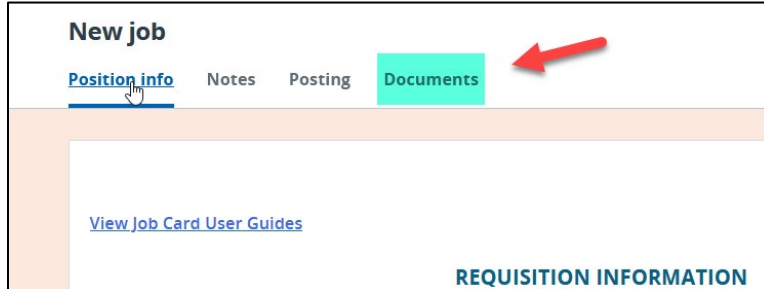 New job
Position info Notes Posting Documents
View Job Card User Guides
REQUISITION INFORMATION